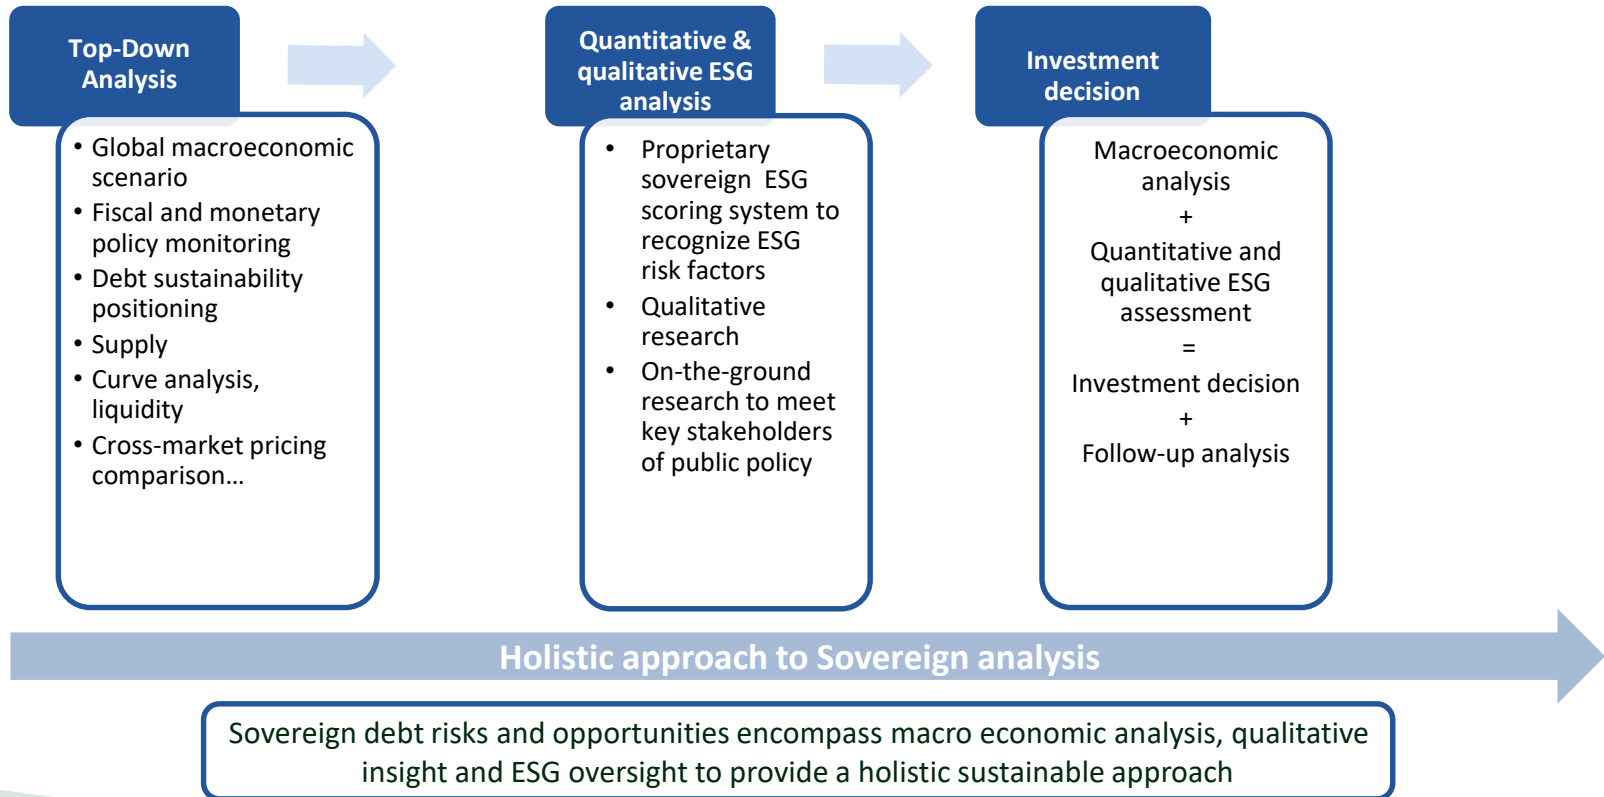 Top-Down
Analysis
• Global macroeconomic
scenario
• Fiscal and monetary
policy monitoring
• Debt sustainability
positioning
• Supply
• Curve analysis,
liquidity
• Cross-market pricing
comparison…
Quantitative &
qualitative ESG
analysis
• Proprietary
sovereign  ESG
scoring system to
recognize ESG
risk factors
• Qualitative
research
• On-the-ground
research to meet
key stakeholders
of public policy
Investment
decision
Macroeconomic
analysis
+
Quantitative and
qualitative ESG
assessment
=
Investment decision
+
Follow-up analysis
Holistic approach to Sovereign analysis
Sovereign debt risks and opportunities encompass macro economic analysis, qualitative
insight and ESG oversight to provide a holistic sustainable approach